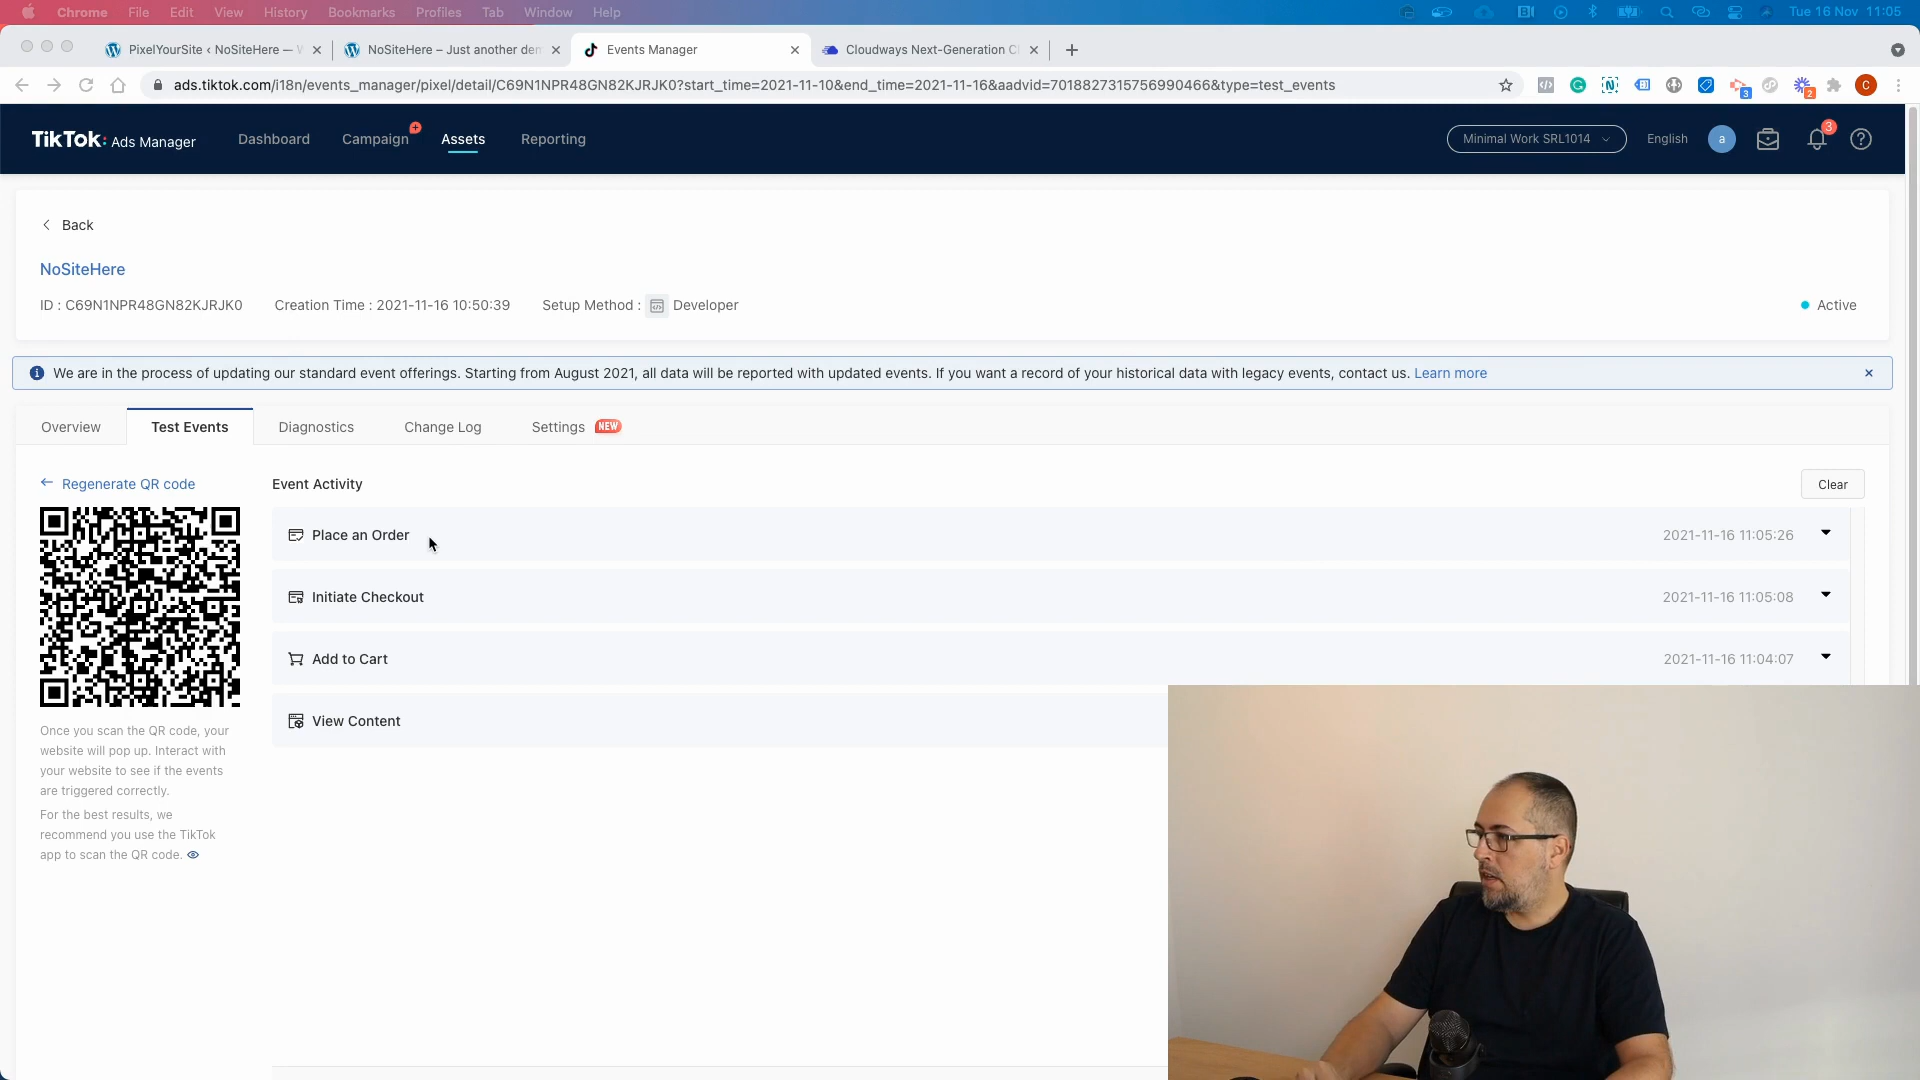 Chrome File Edit View History Bookmarks Profiles Tab Window Help Tue 16 Nov 11:05
PixelYourSite ‹ NoSiteHere — W NoSiteHere – Just another dem Events Manager Cloudways Next-Generation C
ads.tiktok.com/i18n/events_manager/pixel/detail/C69N1NPR48GN82KJRJK0?start_time=2021-11-10&end_time=2021-11-16&aadvid=7018827315756990466&type=test_events 3 2 C
TikTok: Ads Manager Dashboard Campaign Assets Reporting Minimal Work SRL1014 English a 3
Back
NoSiteHere
ID : C69N1NPR48GN82KJRJK0 Creation Time : 2021-11-16 10:50:39 Setup Method : Developer Active
We are in the process of updating our standard event offerings. Starting from August 2021, all data will be reported with updated events. If you want a record of your historical data with legacy events, contact us. Learn more
Overview Test Events Diagnostics Change Log Settings NEW
Regenerate QR code Event Activity Clear
Place an Order 2021-11-16 11:05:26
Initiate Checkout 2021-11-16 11:05:08
Add to Cart 2021-11-16 11:04:07
View Content
Once you scan the QR code, your
website will pop up. Interact with
your website to see if the events
are triggered correctly.
For the best results, we
recommend you use the TikTok
app to scan the QR code.